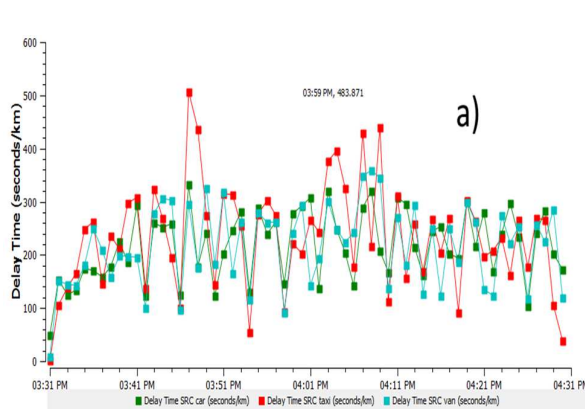 600
03:59 PM, 483.871
a)
500
400
300
200
100
0
Delay Time (seconds/km)
03:31 PM
03:41 PM
03:51 PM
04:01 PM
04:11 PM
04:21 PM
04:31 PM
Delay Time SRC car (seconds/km)
Delay Time SRC taxi (seconds/km)
Delay Time SRC van (seconds/km)